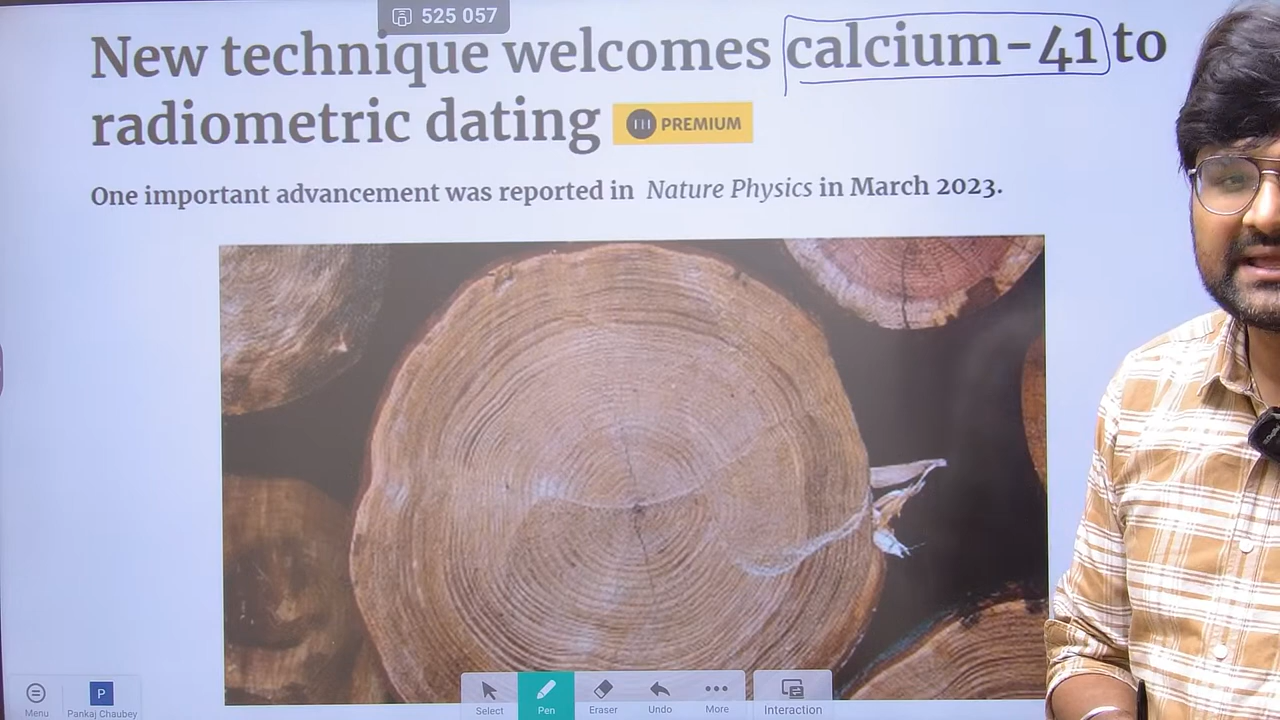 525 057
New technique welcomes calcium-41 to
radiometric dating PREMIUM
One important advancement was reported in Nature Physics in March 2023.
Menu
P
Pankaj Chaubey
Select
Pen
Eraser
Undo
More
Interaction